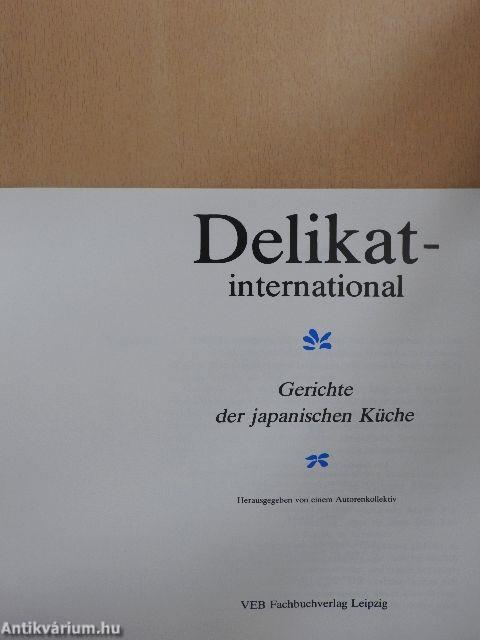 Delikat-
international
Gerichte
der japanischen Küche
Herausgegeben von einem Autorenkollektiv
VEB Fachbuchverlag Leipzig
Antikvárium.hu